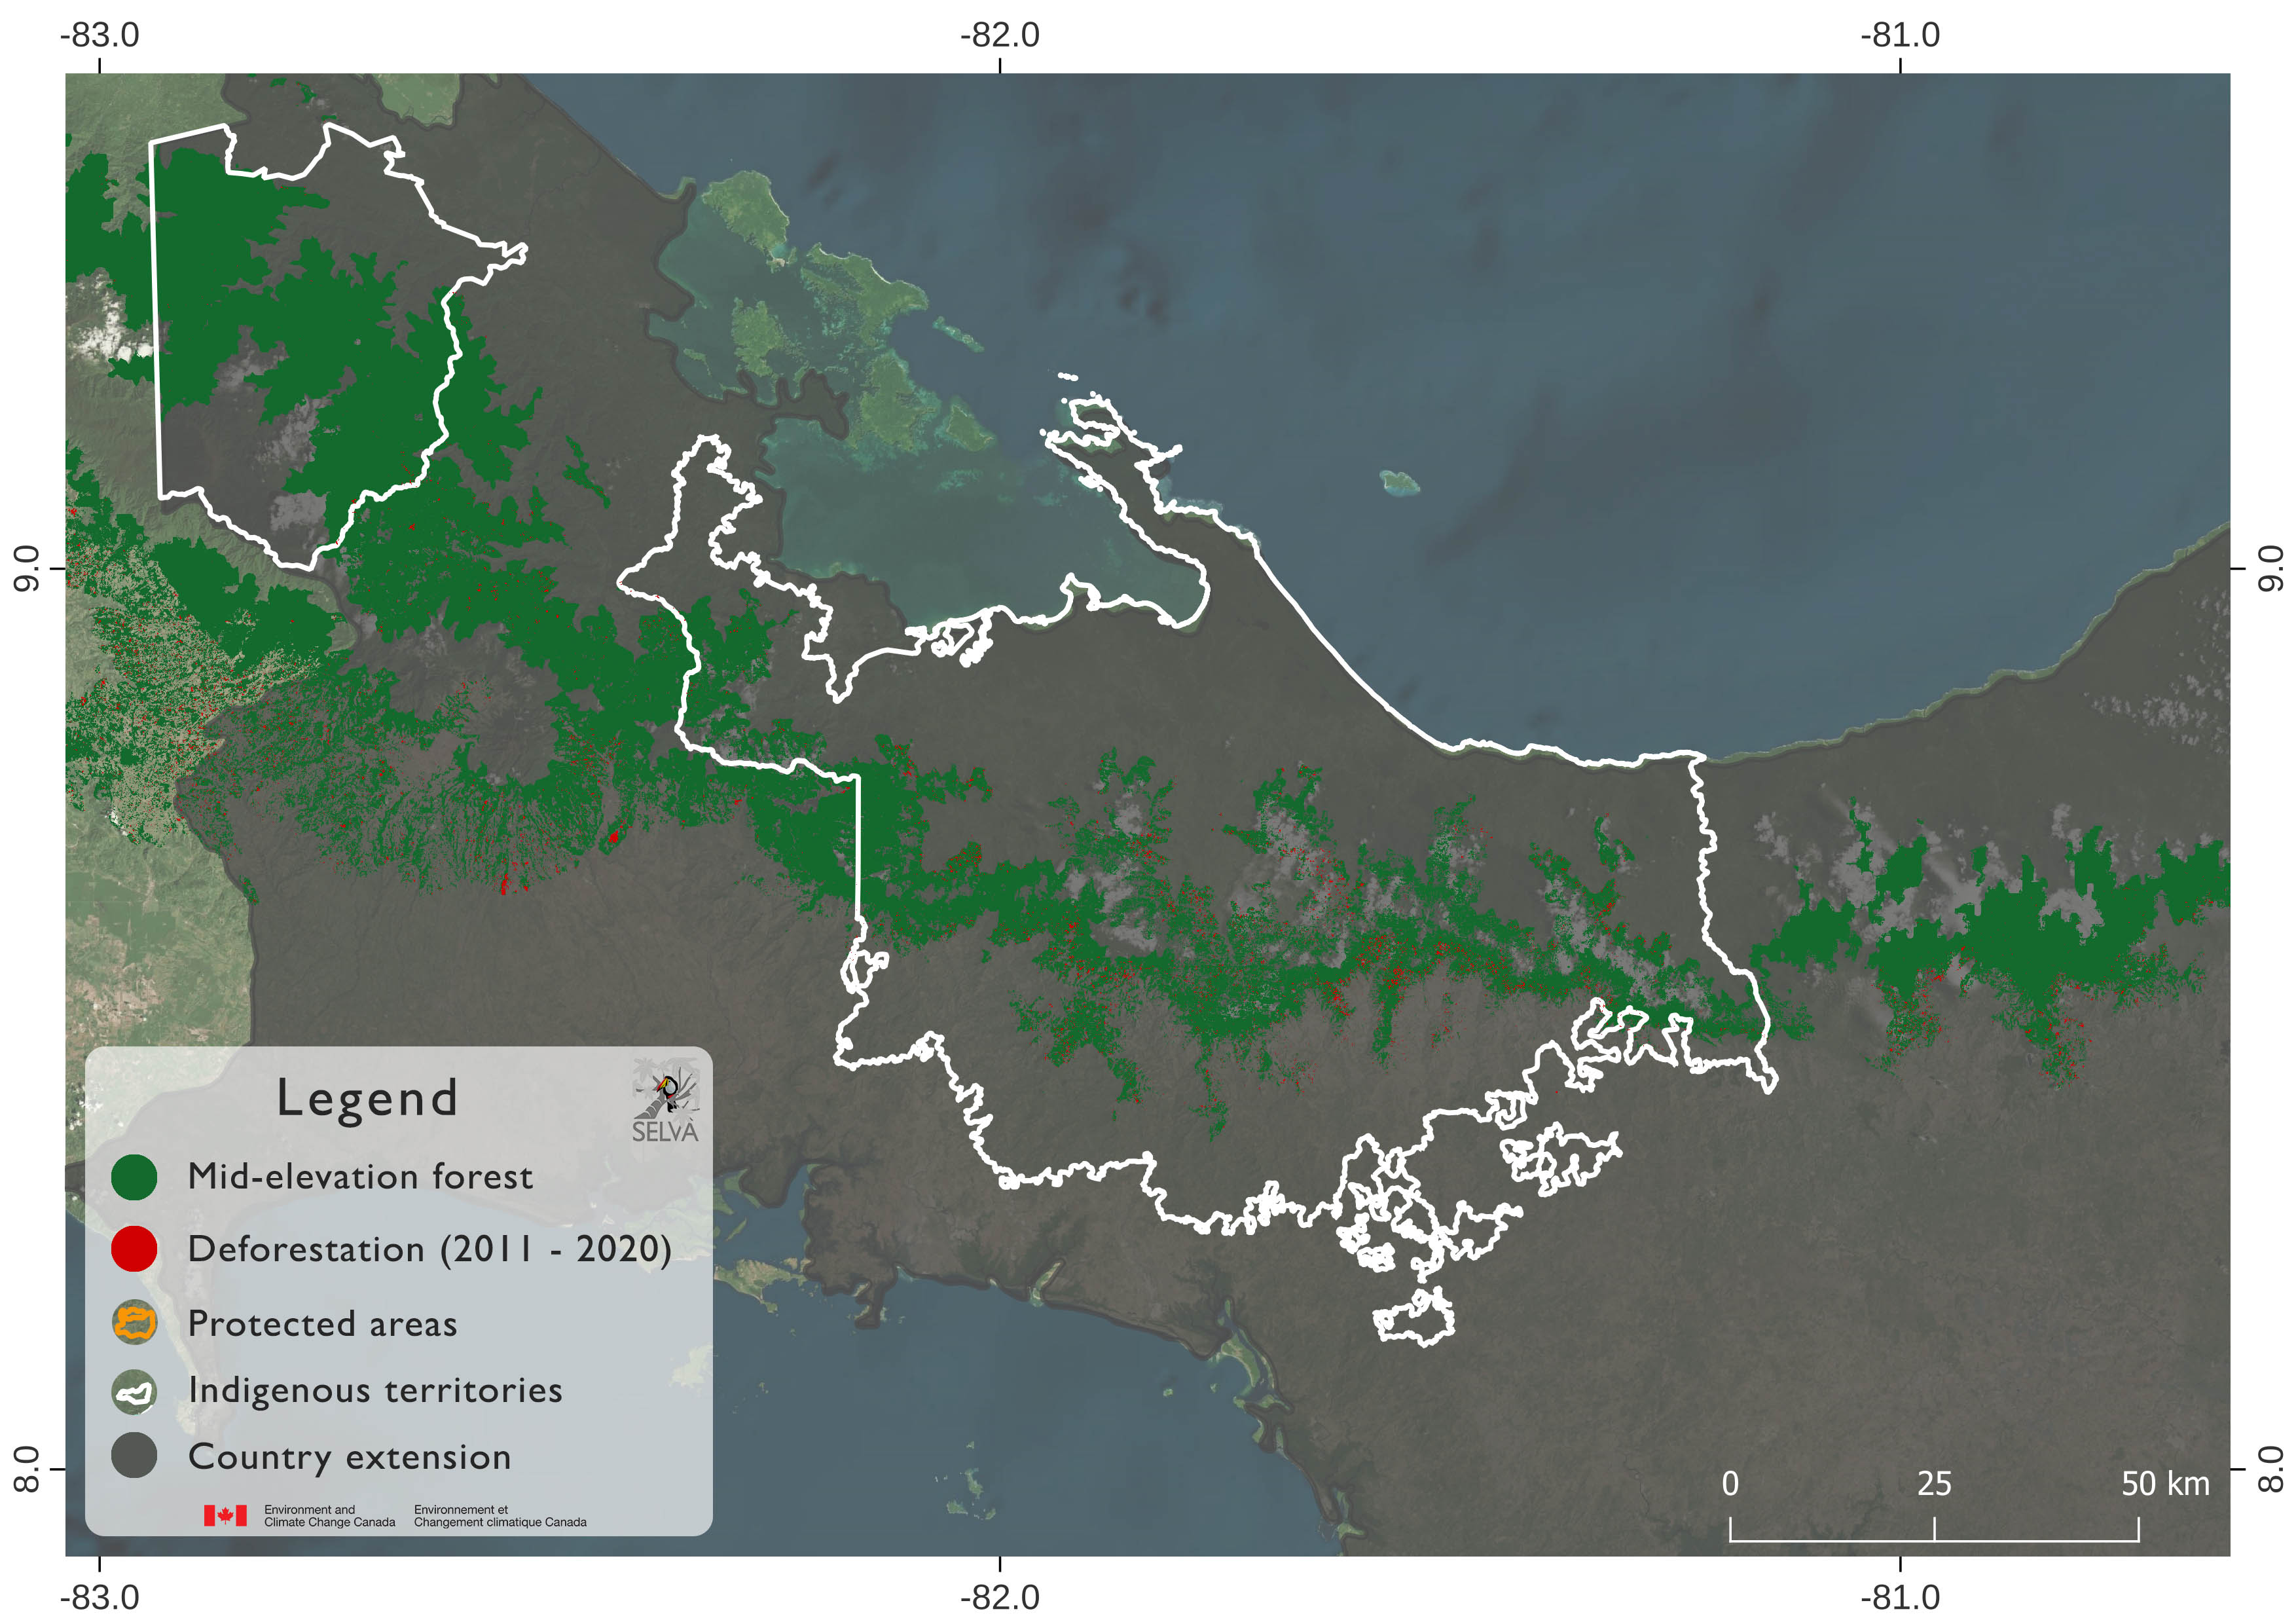 -83.0 -82.0 -81.0
9.0 9.0
Legend
SELVA
Mid-elevation forest
Deforestation (2011 - 2020)
Protected areas
Indigenous territories
Country extension
Environment and Climate Change Canada
Environnement et Changement climatique Canada
0 25 50 km
8.0 8.0
-83.0 -82.0 -81.0